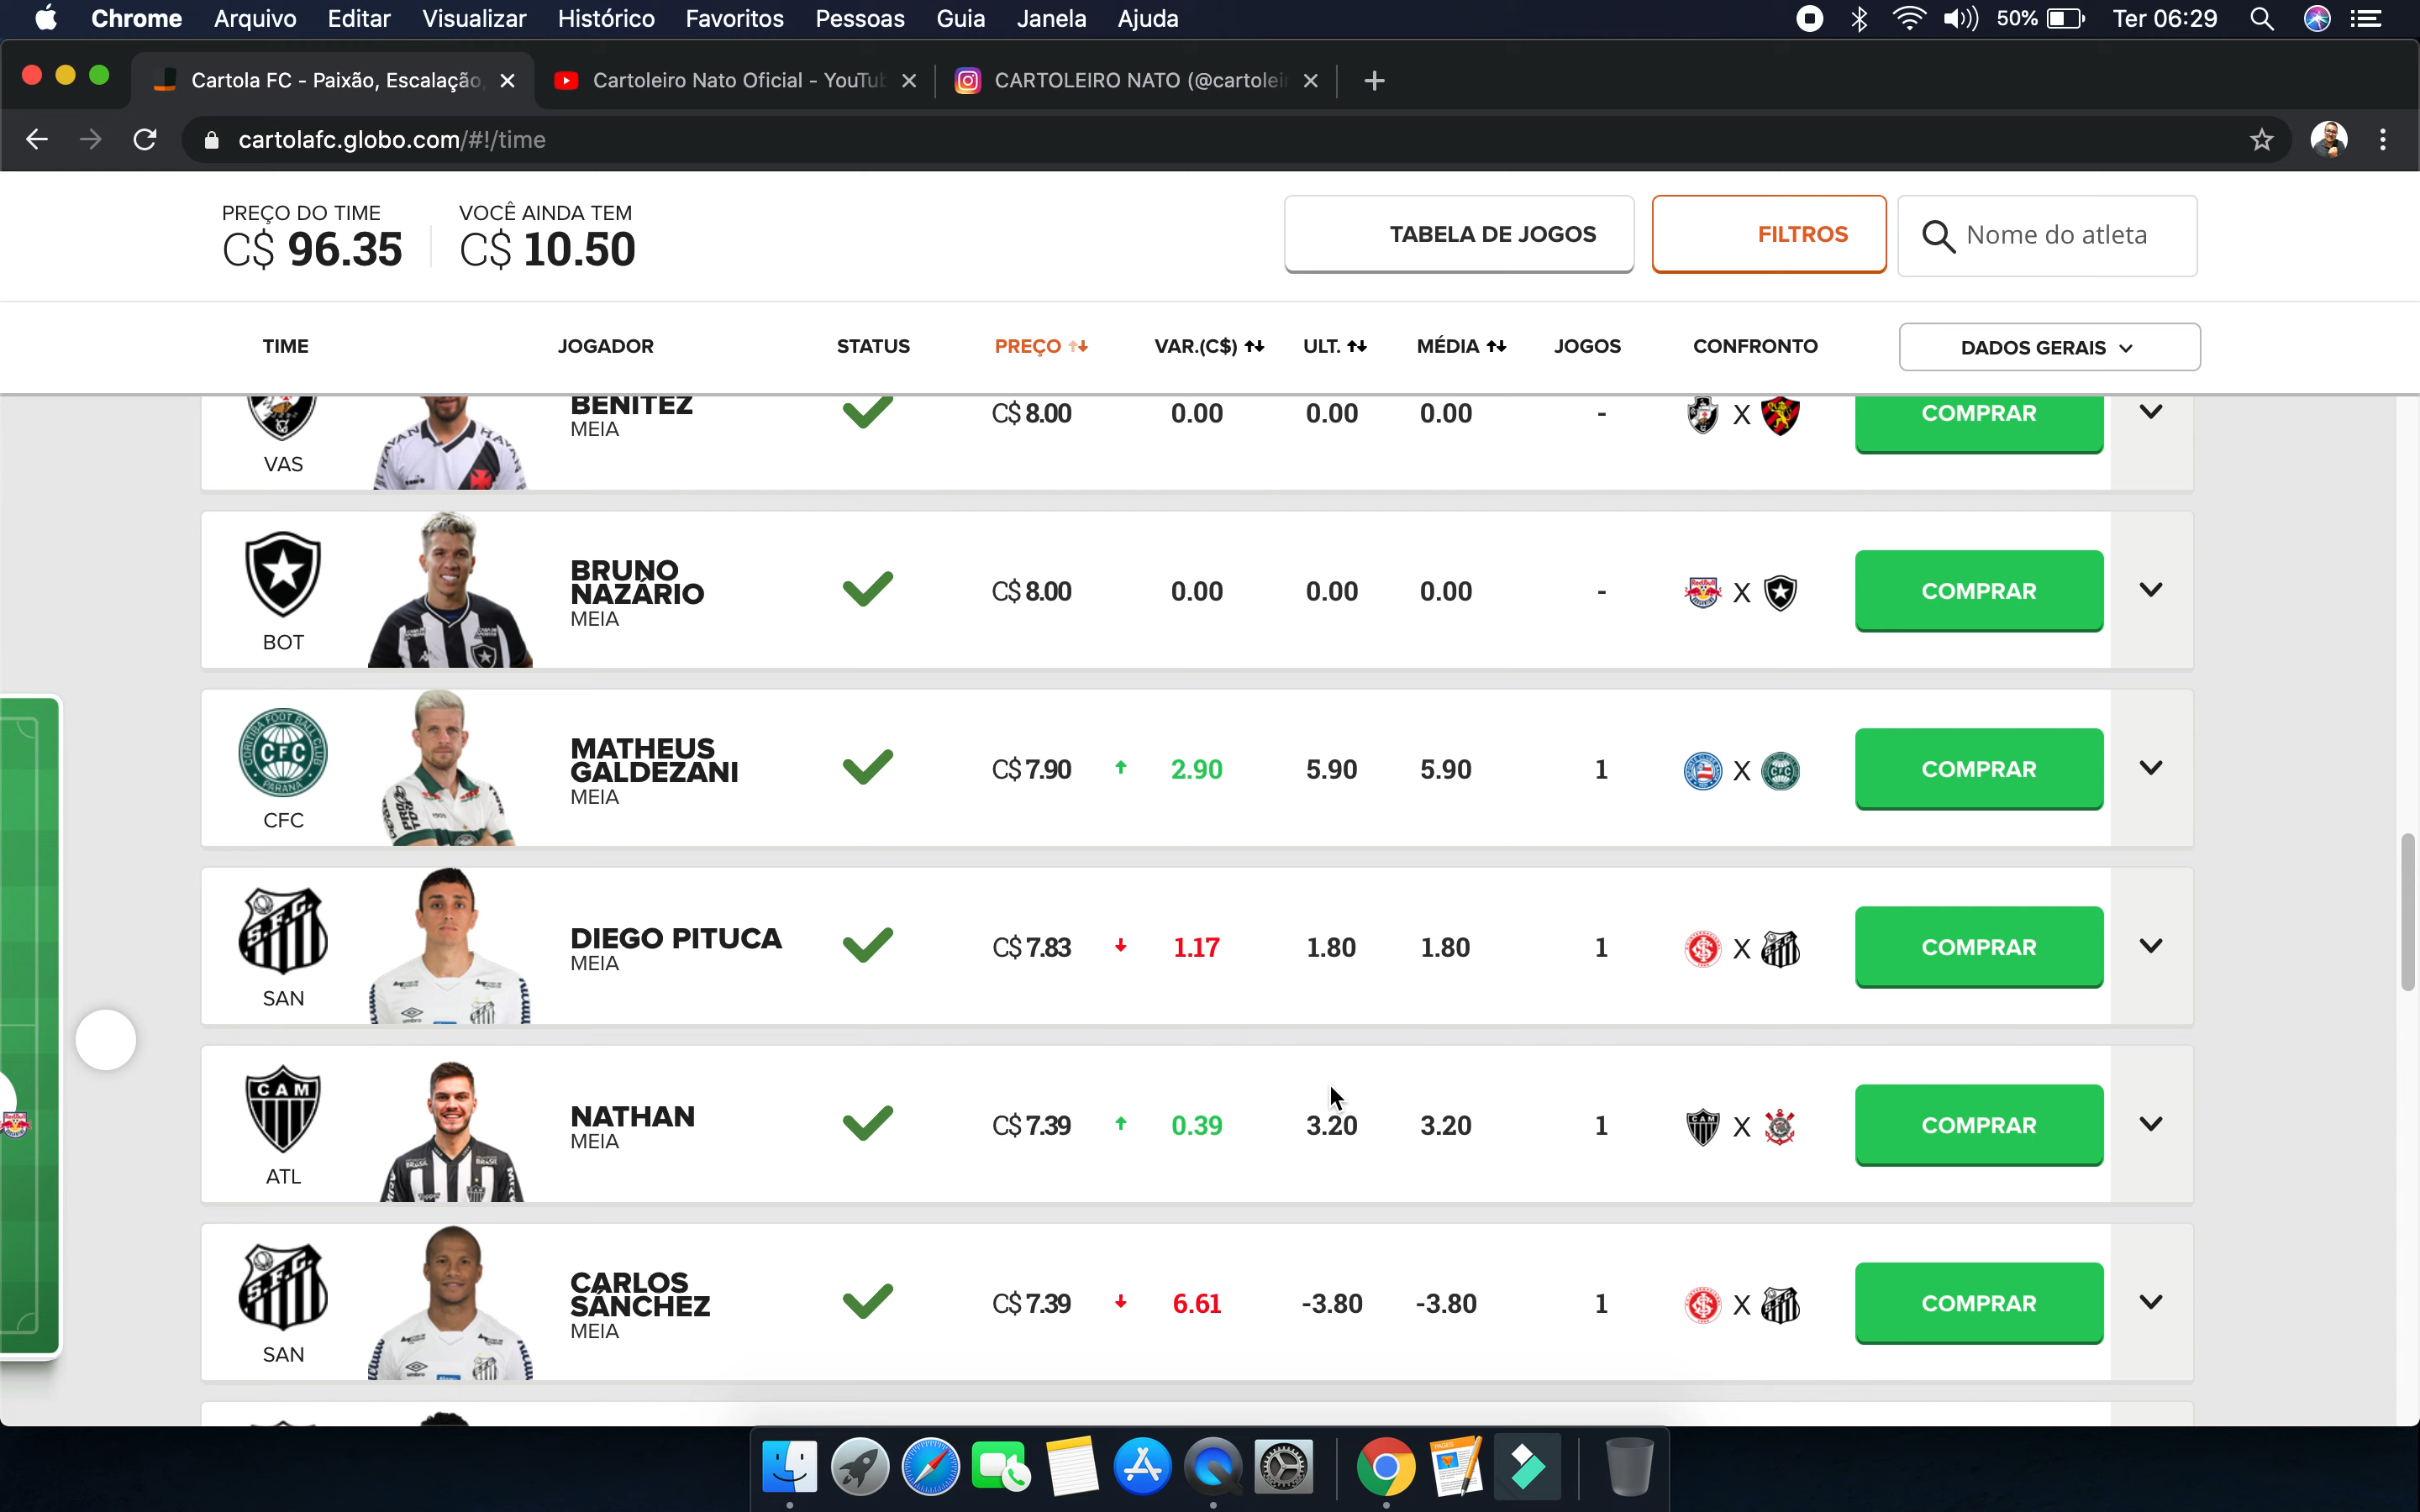 Chrome Arquivo Editar Visualizar Histórico Favoritos Pessoas Guia Janela Ajuda 50% Ter 06:29
Cartola FC - Paixão, Escalação, Cartoleiro Nato Oficial - YouTub CARTOLEIRO NATO (@cartolei
cartolafc.globo.com/#!/time
PREÇO DO TIME VOCÊ AINDA TEM
C$ 96.35 C$ 10.50
TABELA DE JOGOS FILTROS Nome do atleta
TIME JOGADOR STATUS PREÇO VAR.(C$) ULT. MÉDIA JOGOS CONFRONTO DADOS GERAIS
BENITEZ
MEIA
VAS
C$ 8.00 0.00 0.00 0.00 - X COMPRAR
BRUNO
NAZÁRIO
MEIA
BOT
C$ 8.00 0.00 0.00 0.00 - X COMPRAR
MATHEUS
GALDEZANI
MEIA
CFC
C$ 7.90 2.90 5.90 5.90 1 X COMPRAR
DIEGO PITUCA
MEIA
SAN
C$ 7.83 1.17 1.80 1.80 1 X COMPRAR
NATHAN
MEIA
ATL
C$ 7.39 0.39 3.20 3.20 1 X COMPRAR
CARLOS
SÁNCHEZ
MEIA
SAN
C$ 7.39 6.61 -3.80 -3.80 1 X COMPRAR